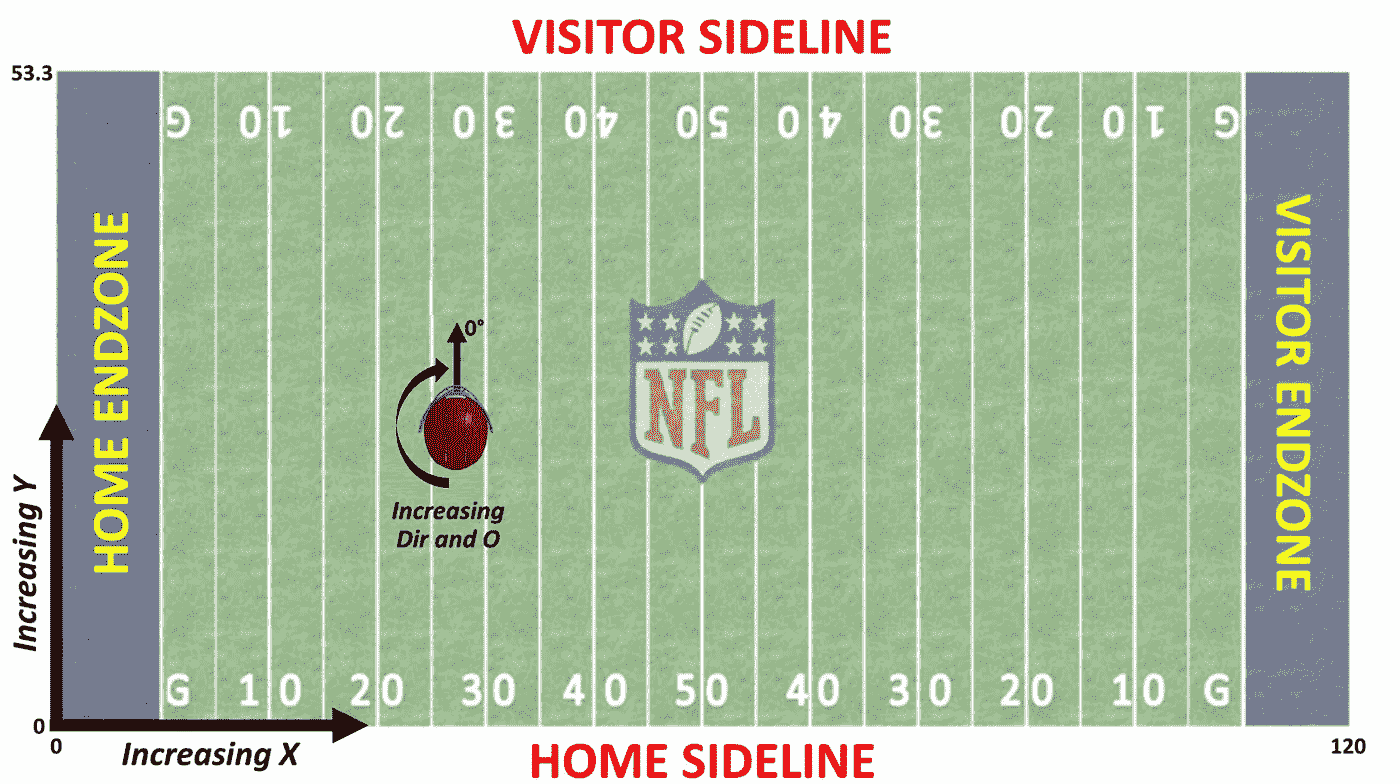 VISITOR SIDELINE
53.3
G 10 20 30 40 50 40 30 20 10 G
HOME ENDZONE
VISITOR ENDZONE
0°
NFL
Increasing
Dir and O
Increasing Y
G 10 20 30 40 50 40 30 20 10 G
0
0
Increasing X
HOME SIDELINE
120